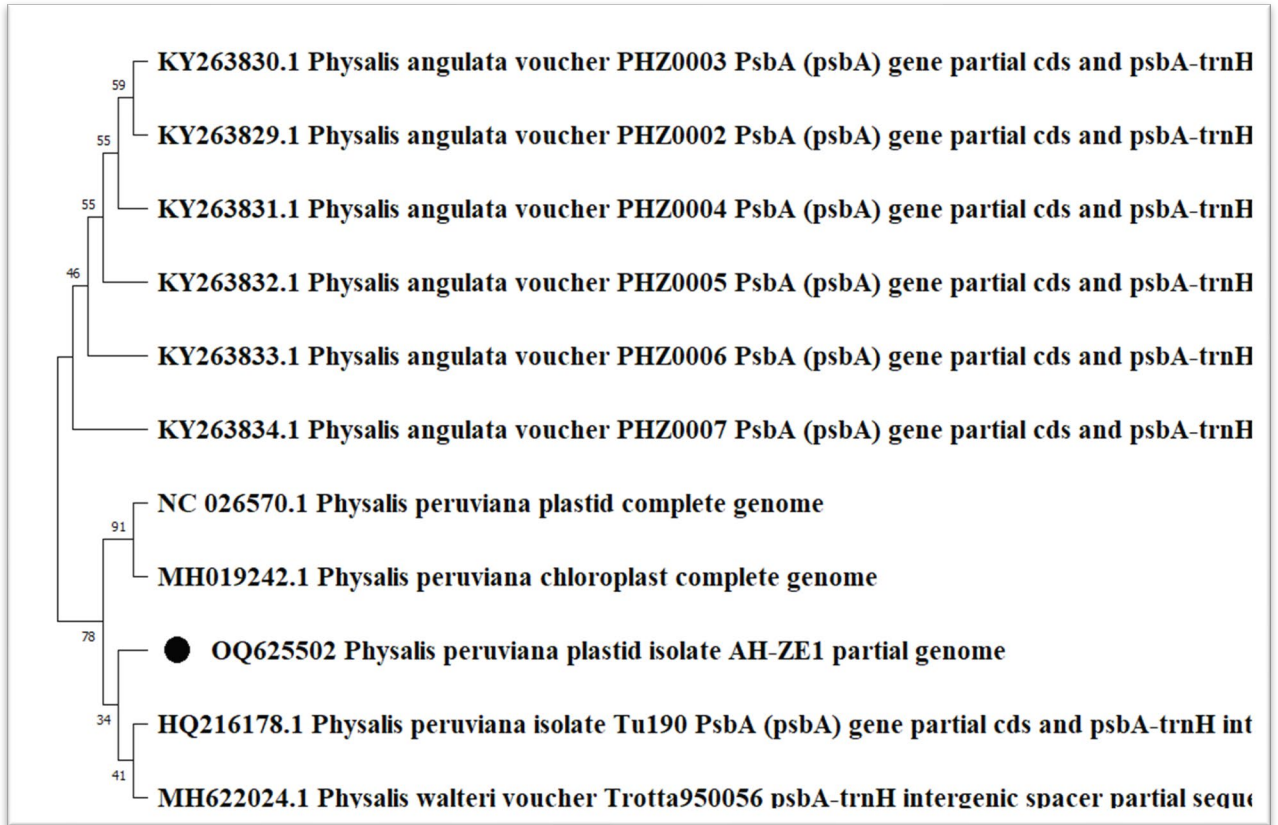 59
KY263830.1 Physalis angulata voucher PHZ0003 PsbA (psbA) gene partial cds and psbA-trnH
KY263829.1 Physalis angulata voucher PHZ0002 PsbA (psbA) gene partial cds and psbA-trnH
55
KY263831.1 Physalis angulata voucher PHZ0004 PsbA (psbA) gene partial cds and psbA-trnH
55
KY263832.1 Physalis angulata voucher PHZ0005 PsbA (psbA) gene partial cds and psbA-trnH
46
KY263833.1 Physalis angulata voucher PHZ0006 PsbA (psbA) gene partial cds and psbA-trnH
KY263834.1 Physalis angulata voucher PHZ0007 PsbA (psbA) gene partial cds and psbA-trnH
NC 026570.1 Physalis peruviana plastid complete genome
91
MH019242.1 Physalis peruviana chloroplast complete genome
78
OQ625502 Physalis peruviana plastid isolate AH-ZE1 partial genome
34
HQ216178.1 Physalis peruviana isolate Tu190 PsbA (psbA) gene partial cds and psbA-trnH int
41
MH622024.1 Physalis walteri voucher Trotta950056 psbA-trnH intergenic spacer partial seque